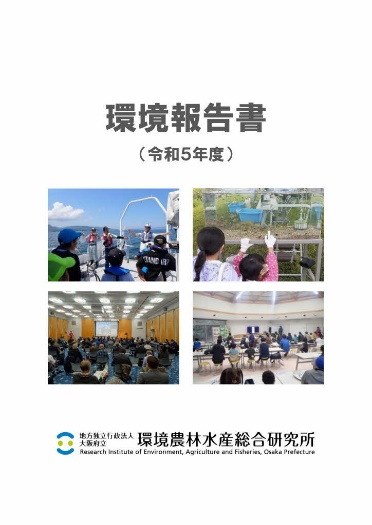 環境報告書
（令和5年度）
地方独立行政法人
大阪府立
環境農林水産総合研究所
Research Institute of Environment, Agriculture and Fisheries, Osaka Prefecture